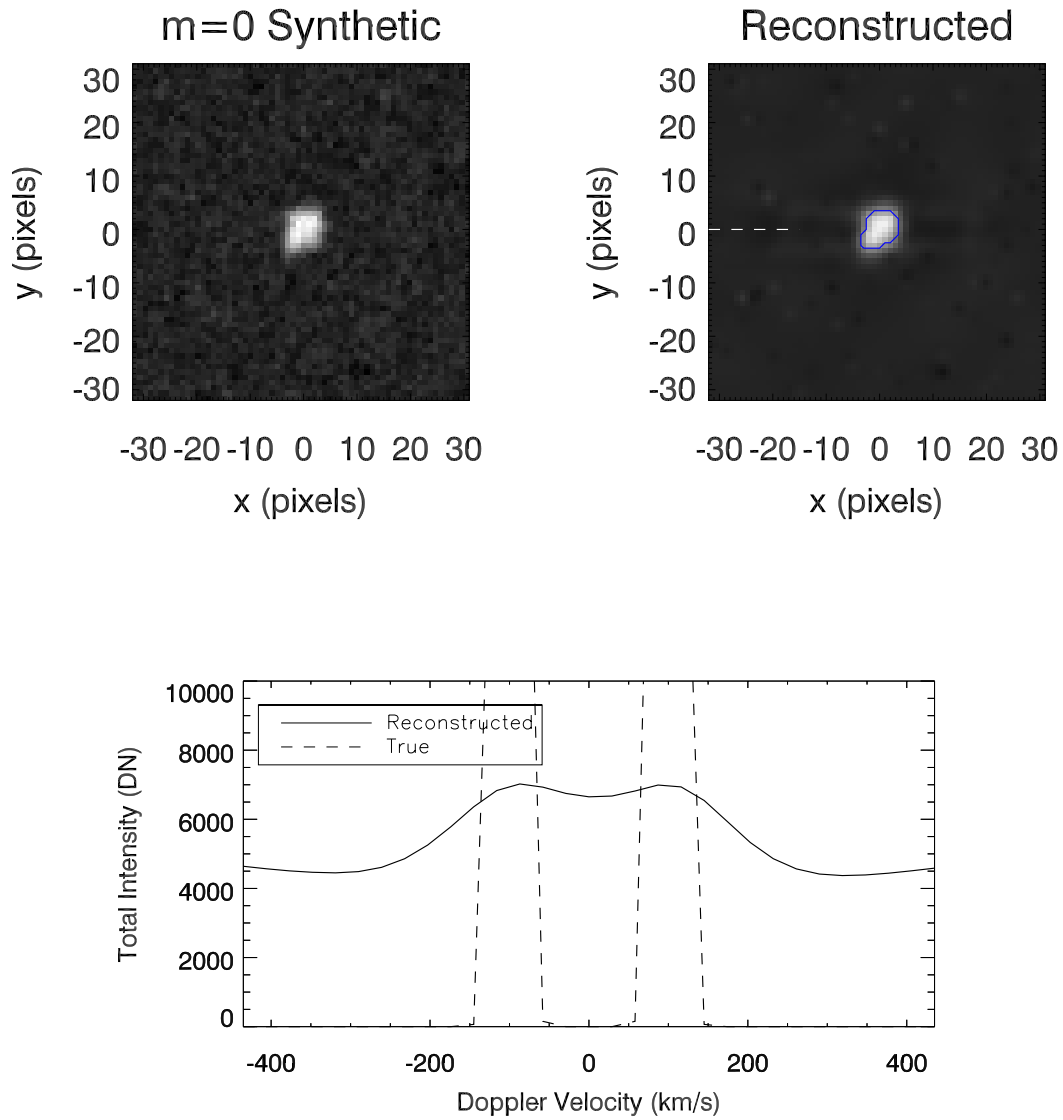 m=0 Synthetic
Reconstructed
30
20
10
0
-10
-20
-30
y (pixels)
-30 -20 -10 0 10 20 30
x (pixels)
30
20
10
0
-10
-20
-30
y (pixels)
-30 -20 -10 0 10 20 30
x (pixels)
10000
8000
6000
4000
2000
0
Total Intensity (DN)
Reconstructed
True
-400 -200 0 200 400
Doppler Velocity (km/s)